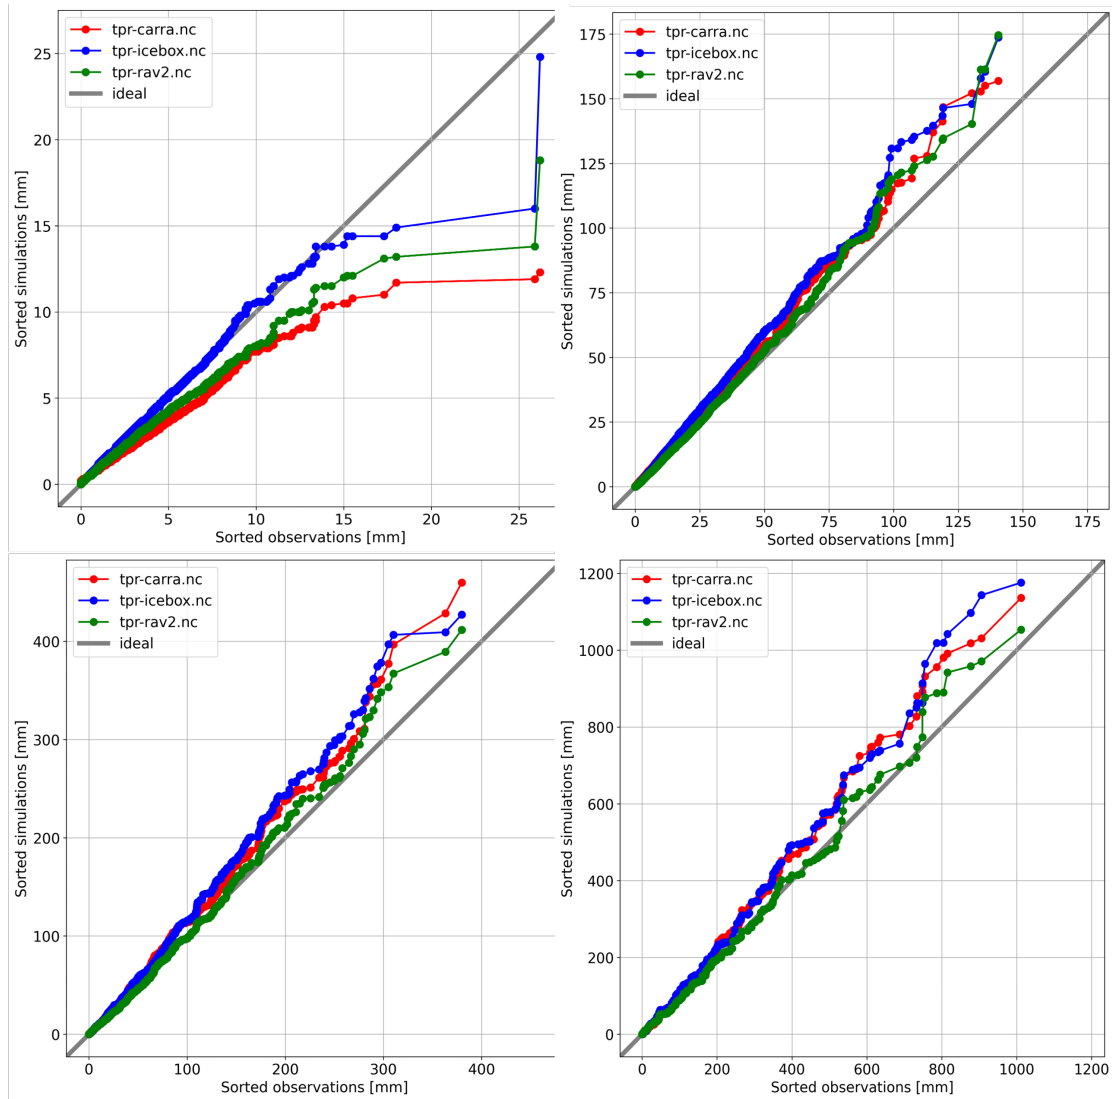 tpr-carra.nc
tpr-icebox.nc
tpr-rav2.nc
ideal
25
20
15
10
5
0
Sorted simulations [mm]
0 5 10 15 20 25
Sorted observations [mm]
tpr-carra.nc
tpr-icebox.nc
tpr-rav2.nc
ideal
175
150
125
100
75
50
25
0
Sorted simulations [mm]
0 25 50 75 100 125 150 175
Sorted observations [mm]
tpr-carra.nc
tpr-icebox.nc
tpr-rav2.nc
ideal
400
300
200
100
0
Sorted simulations [mm]
0 100 200 300 400
Sorted observations [mm]
tpr-carra.nc
tpr-icebox.nc
tpr-rav2.nc
ideal
1200
1000
800
600
400
200
0
Sorted simulations [mm]
0 200 400 600 800 1000 1200
Sorted observations [mm]